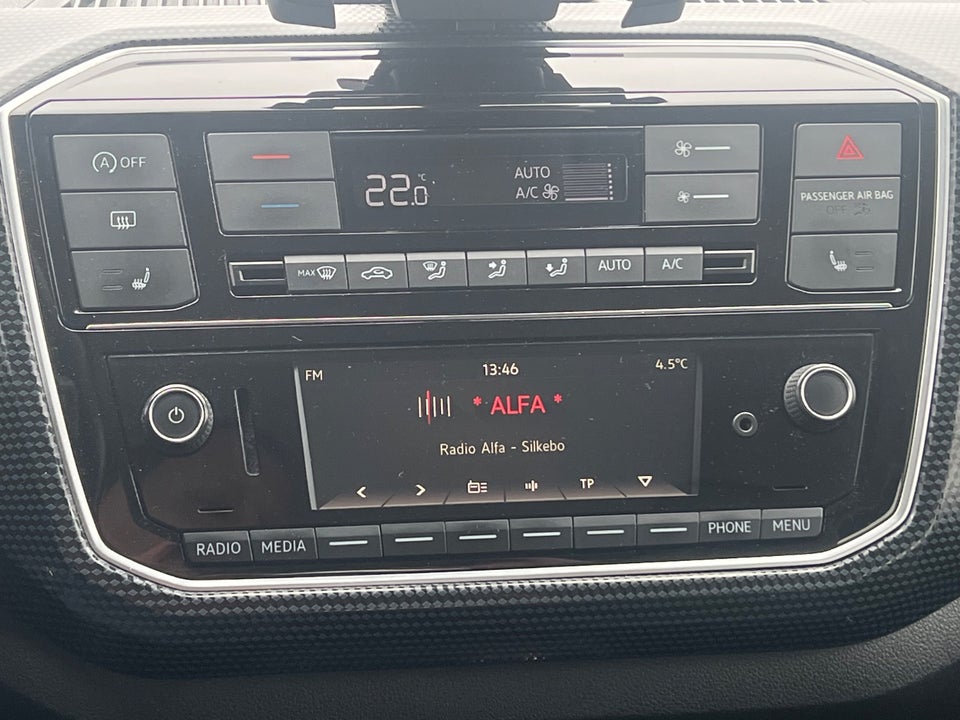 A OFF
22.0 °C
AUTO
A/C
PASSENGER AIR BAG
OFF
MAX
AUTO
A/C
FM
13:46
4.5°C
* ALFA *
Radio Alfa - Silkebo
< >
TP
RADIO
MEDIA
PHONE
MENU